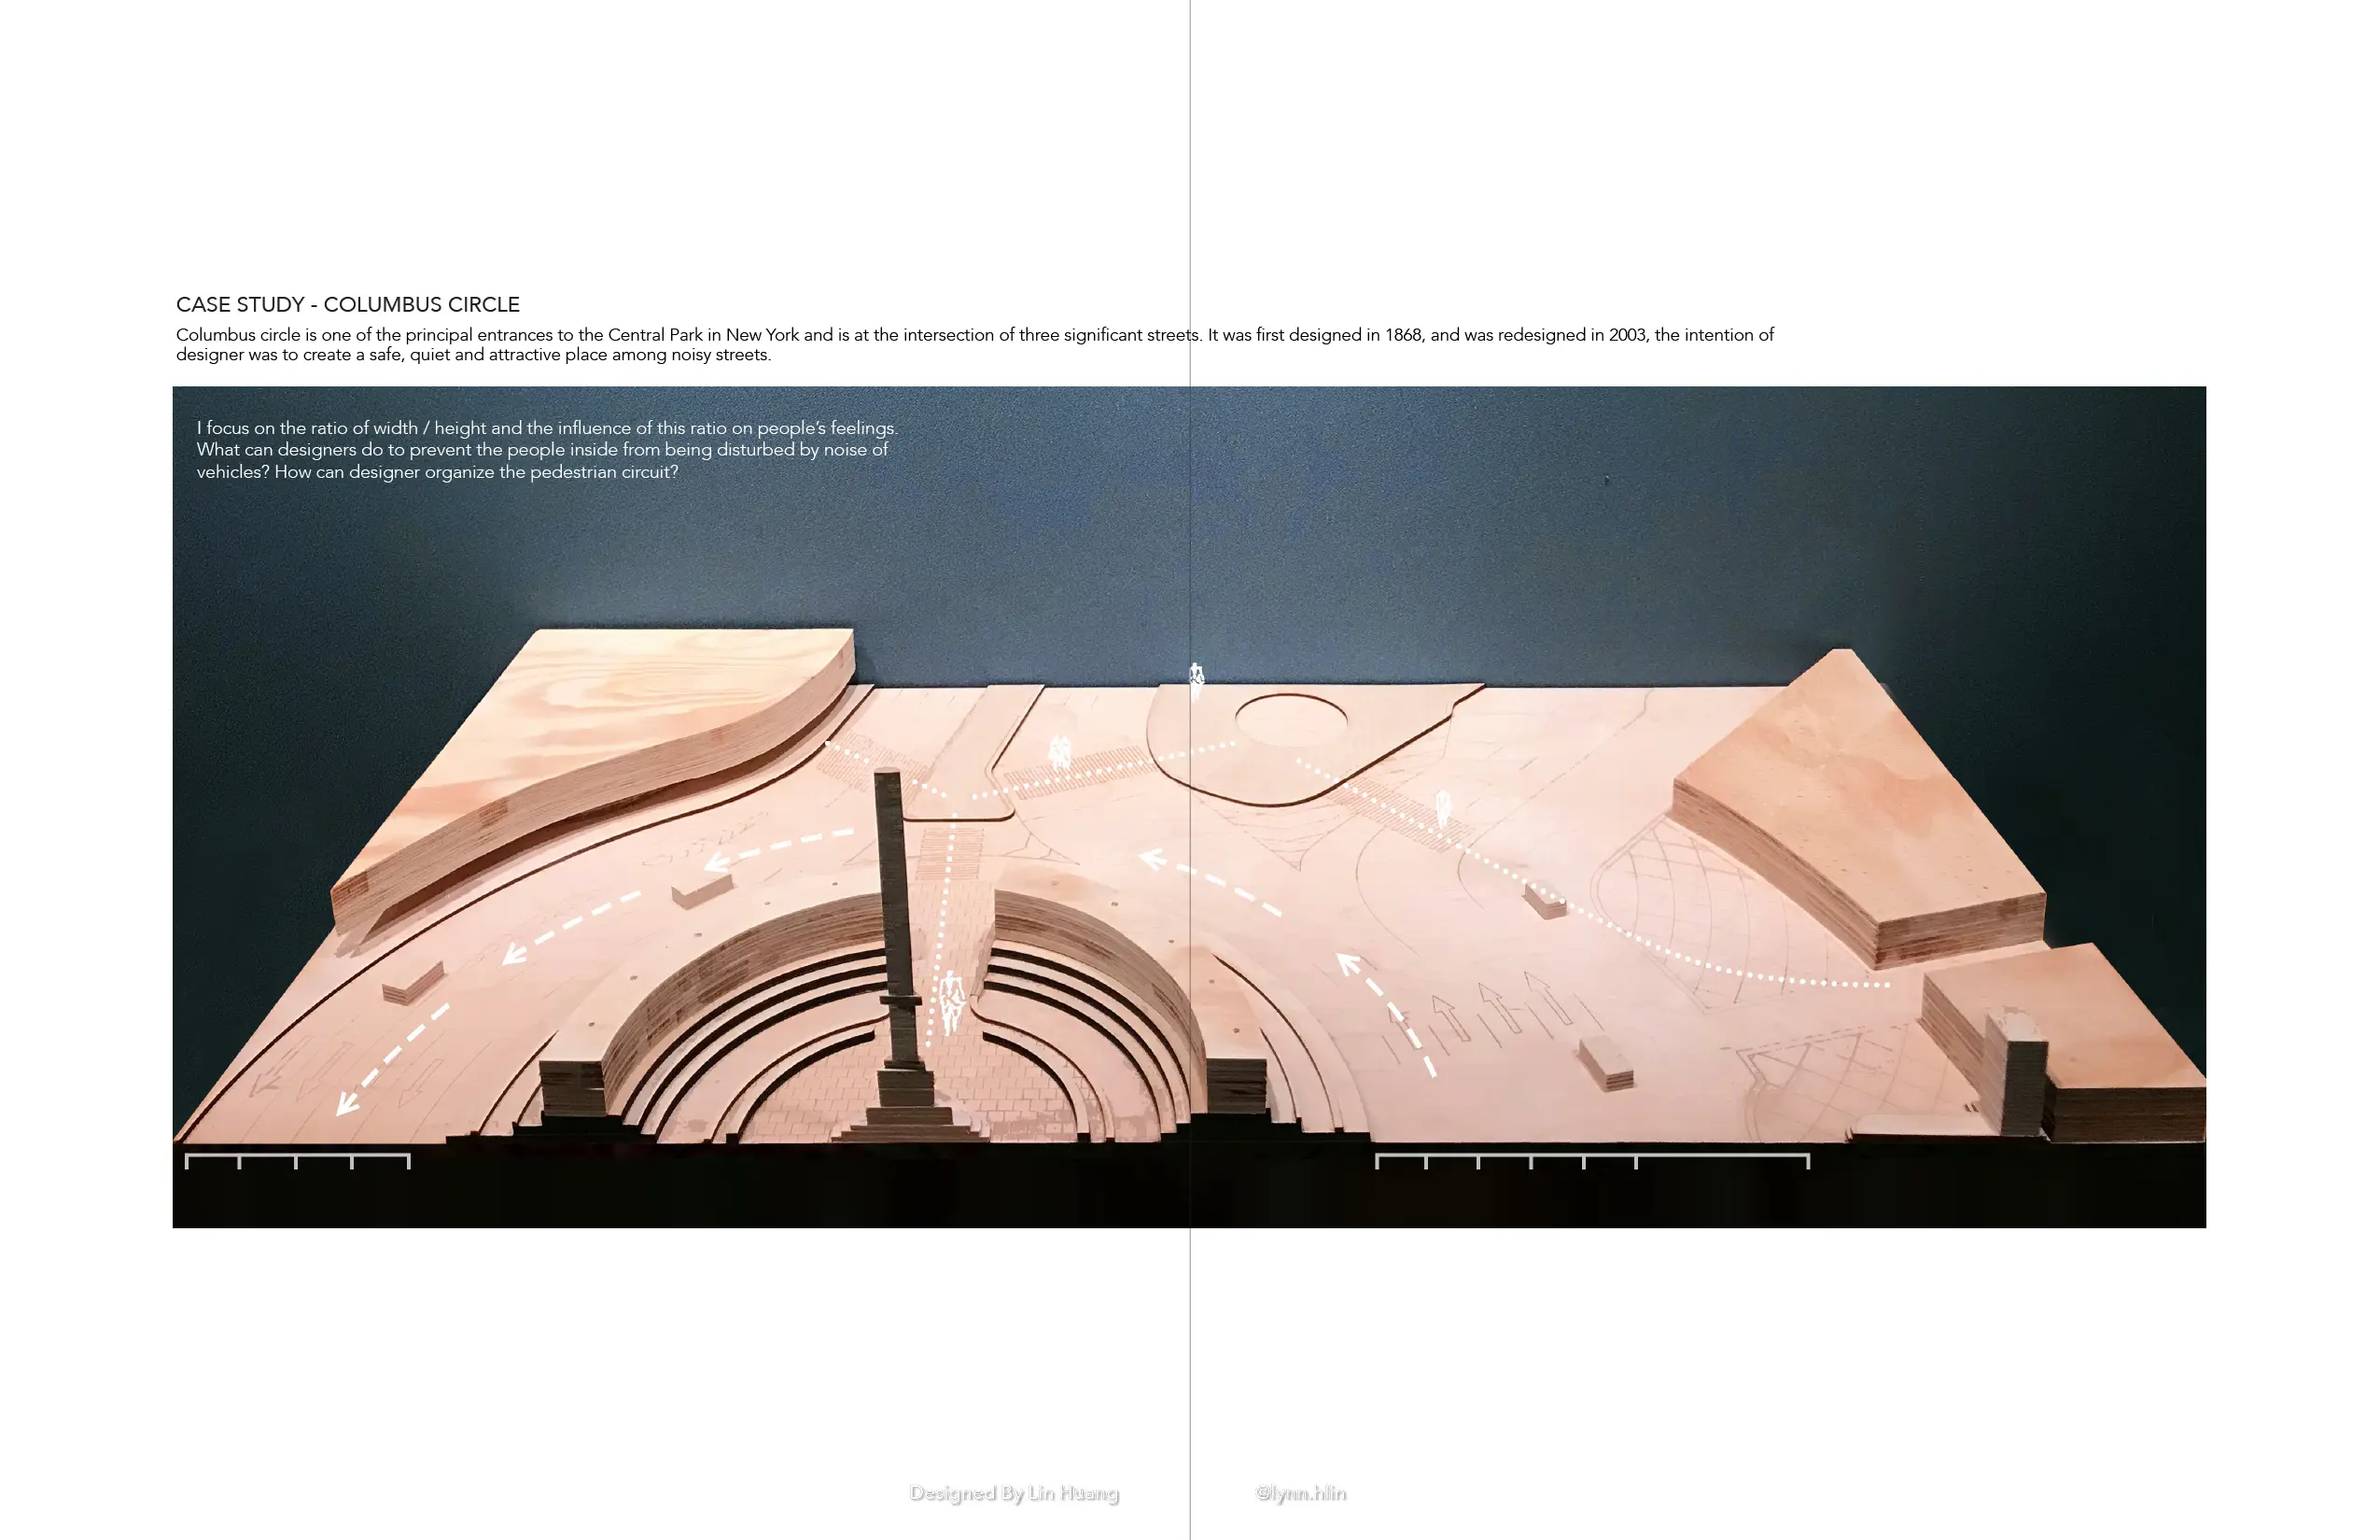 CASE STUDY - COLUMBUS CIRCLE
Columbus circle is one of the principal entrances to the Central Park in New York and is at the intersection of three significant streets. It was first designed in 1868, and was redesigned in 2003, the intention of
designer was to create a safe, quiet and attractive place among noisy streets.
I focus on the ratio of width / height and the influence of this ratio on people's feelings.
What can designers do to prevent the people inside from being disturbed by noise of
vehicles? How can designer organize the pedestrian circuit?
Designed By Lin Huang @lynn.hlin